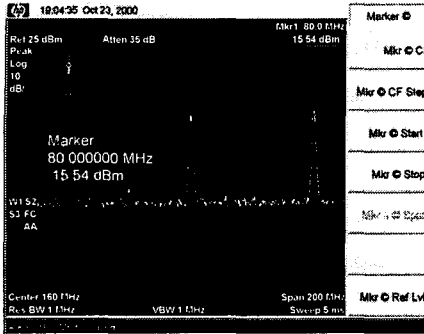 hp 19:04:35 Oct 23, 2000
Marker
Mkr1 80.0 MHz
Ref 25 dBm Atten 35 dB 15.54 dBm
Peak
Log
10
dB/
Mkr C
Mkr CF Step
Mkr Start
Marker
80.000000 MHz
15.54 dBm
Mkr Stop
W1 S2
S3 FC
AA
Center 160 MHz Span 200 MHz
Res BW 1 MHz VBW 1 MHz Sweep 5 ms
Mkr Ref Lvl